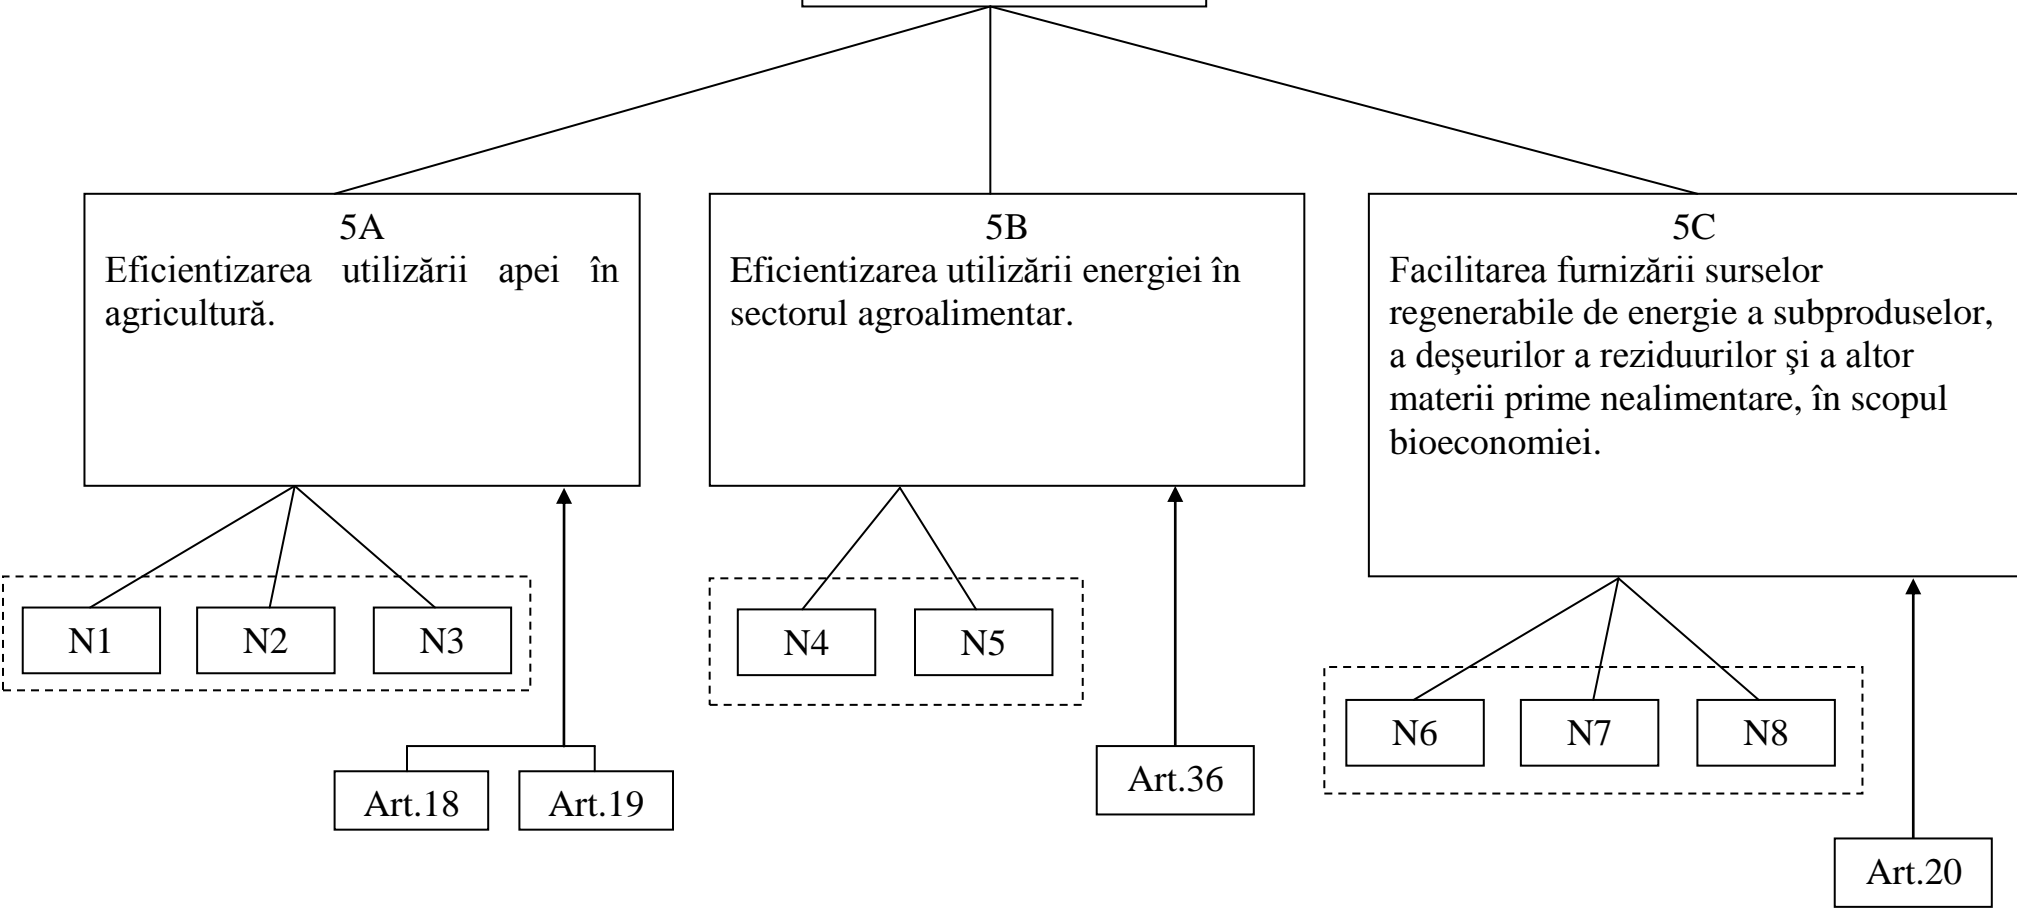 5A
Eficientizarea utilizării apei în
agricultură.
5B
Eficientizarea utilizării energiei în
sectorul agroalimentar.
5C
Facilitarea furnizării surselor
regenerabile de energie a subproduselor,
a deşeurilor a reziduurilor şi a altor
materii prime nealimentare, în scopul
bioeconomiei.
N1
N2
N3
N4
N5
N6
N7
N8
Art.18
Art.19
Art.36
Art.20